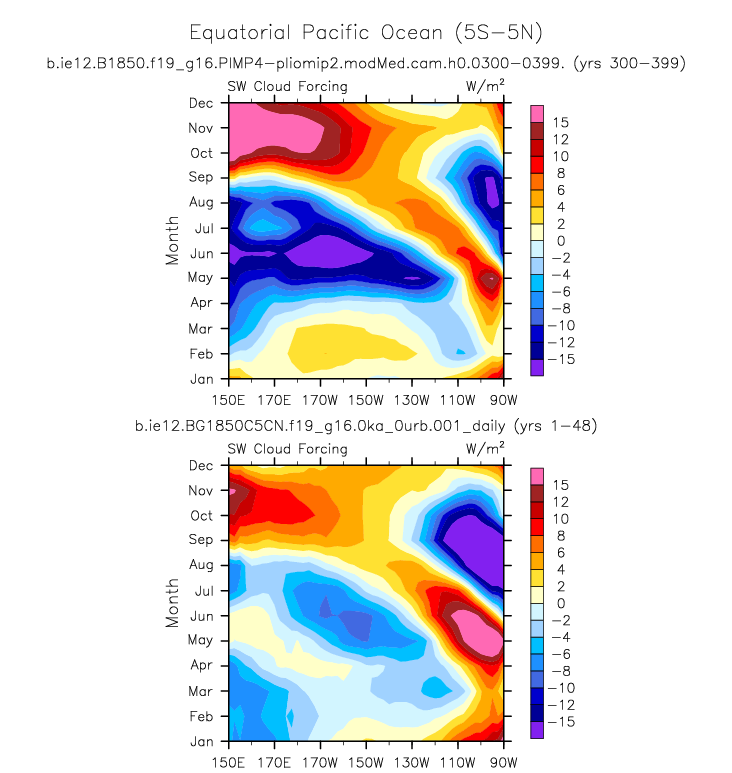 Equatorial Pacific Ocean (5S−5N)
b.ie12.B1850.f19_g16.PlMP4−pliomip2.modMed.cam.h0.0300−0399. (yrs 300−399)
SW Cloud Forcing W/m²
Dec
Nov
Oct
Sep
Aug
Jul
Jun
May
Apr
Mar
Feb
Jan
Month
150E 170E 170W 150W 130W 110W 90W
15
12
10
8
6
4
2
0
−2
−4
−6
−8
−10
−12
−15
b.ie12.BG1850C5CN.f19_g16.0ka_0urb.001_daily (yrs 1−48)
SW Cloud Forcing W/m²
Dec
Nov
Oct
Sep
Aug
Jul
Jun
May
Apr
Mar
Feb
Jan
Month
150E 170E 170W 150W 130W 110W 90W
15
12
10
8
6
4
2
0
−2
−4
−6
−8
−10
−12
−15